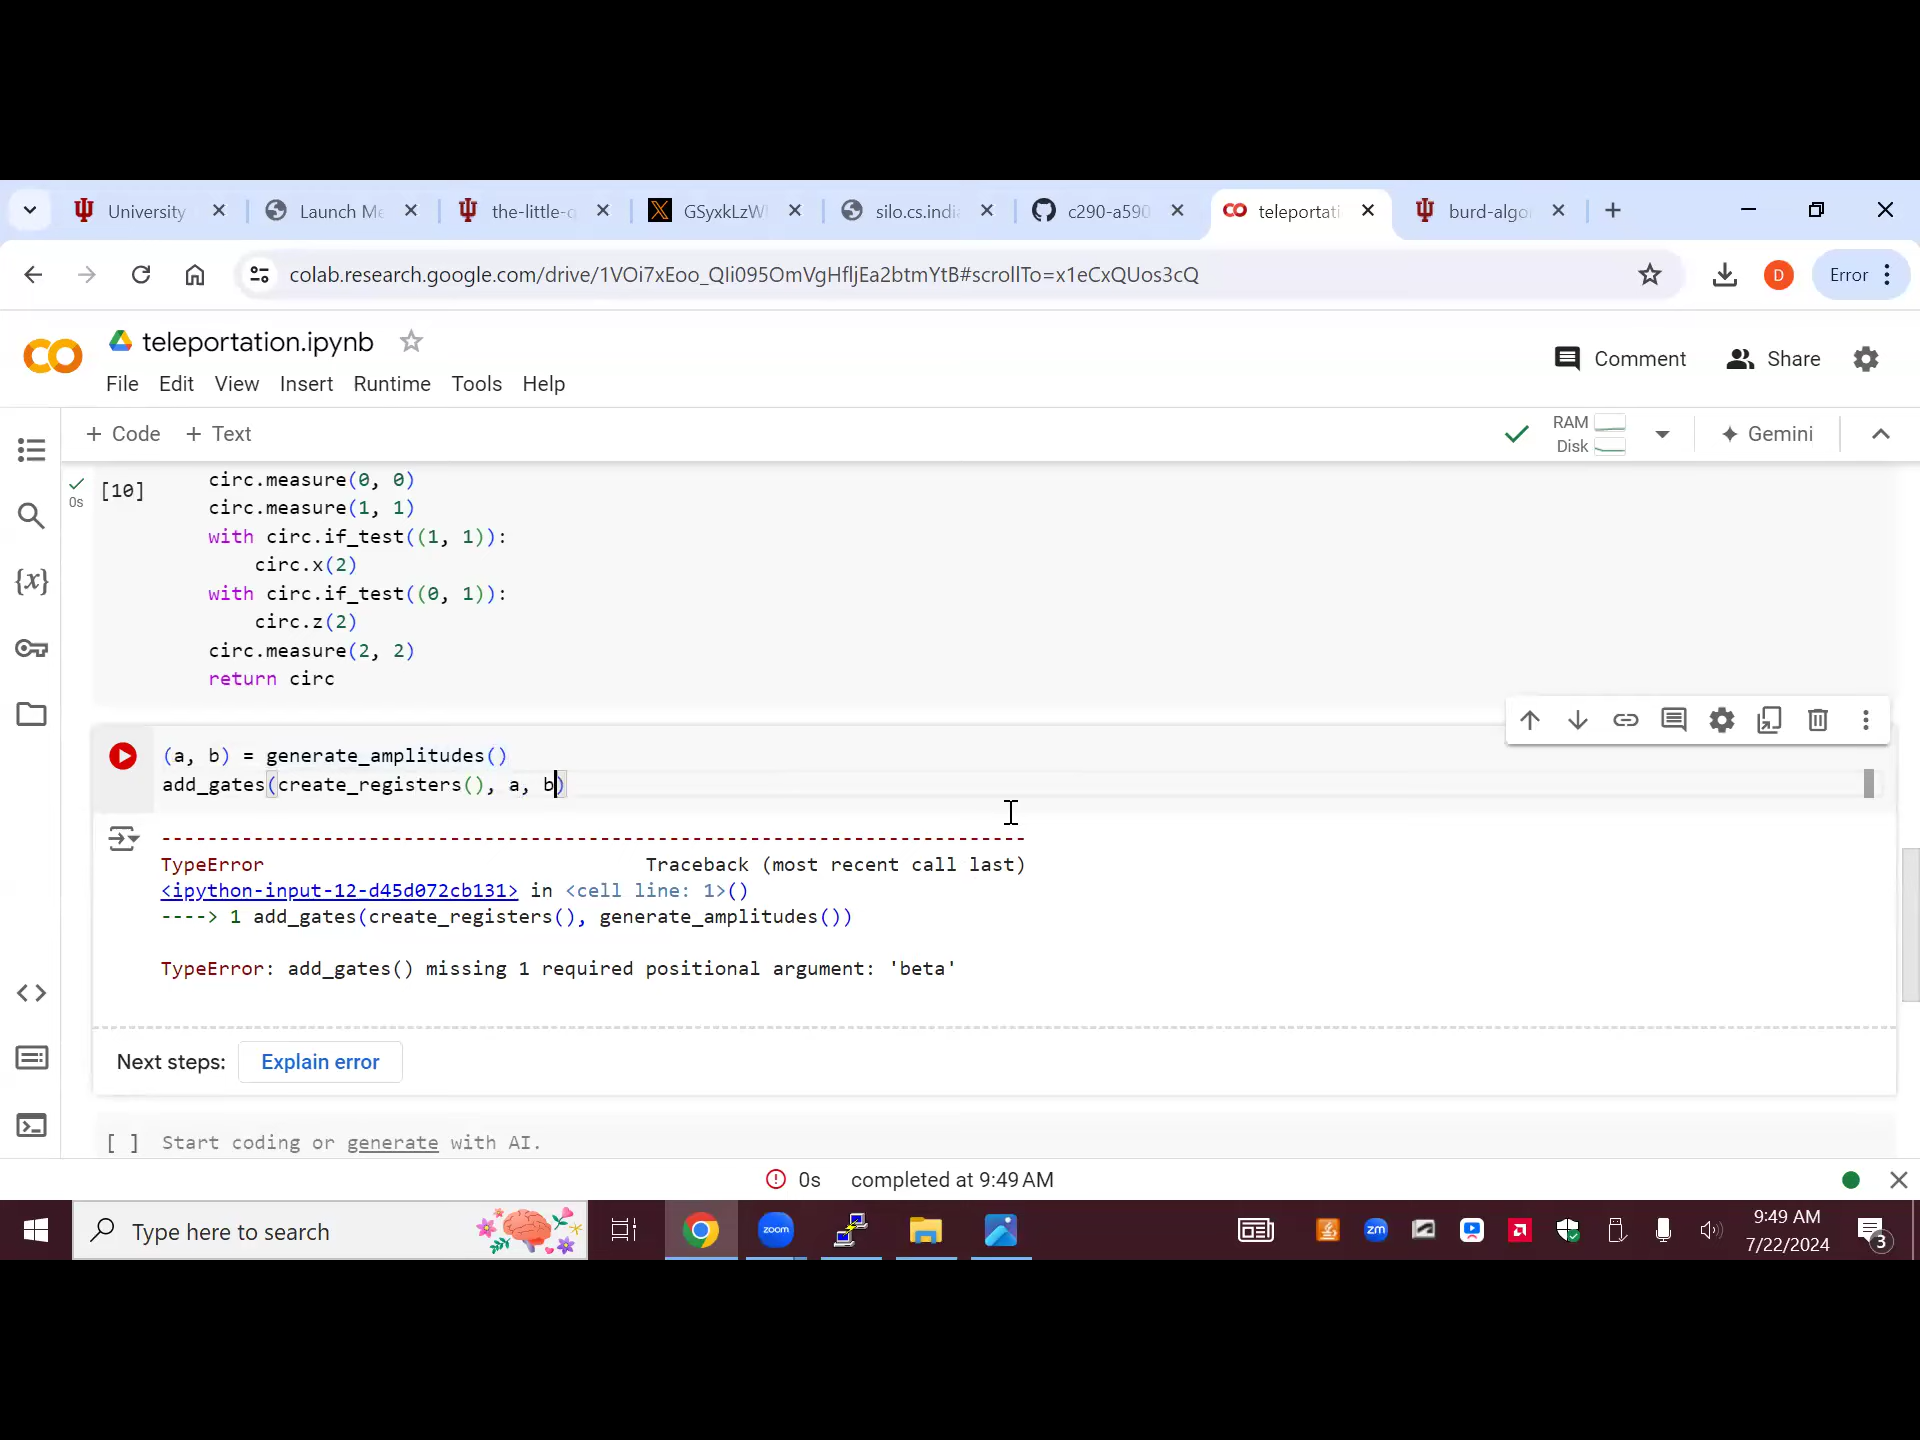 University
Launch Me
the-little-q
GSyxkLzW
silo.cs.indi
c290-a590
teleportati
burd-algo
colab.research.google.com/drive/1VOi7xEoo_Qli095OmVgHfljEa2btmYtB#scrollTo=x1eCxQUos3cQ
D
Error
CO
teleportation.ipynb
File Edit View Insert Runtime Tools Help
Comment
Share
+ Code + Text
RAM
Disk
Gemini
0s
[10]
circ.measure(0, 0)
circ.measure(1, 1)
with circ.if_test((1, 1)):
circ.x(2)
with circ.if_test((0, 1)):
circ.z(2)
circ.measure(2, 2)
return circ
{x}
(a, b) = generate_amplitudes()
add_gates(create_registers(), a, b)
---------------------------------------------------------------------------
TypeError Traceback (most recent call last)
<ipython-input-12-d45d072cb131> in <cell line: 1>()
----> 1 add_gates(create_registers(), generate_amplitudes())
TypeError: add_gates() missing 1 required positional argument: 'beta'
Next steps: Explain error
[ ] Start coding or generate with AI.
0s completed at 9:49 AM
Type here to search
zoom
zm
9:49 AM
7/22/2024
3